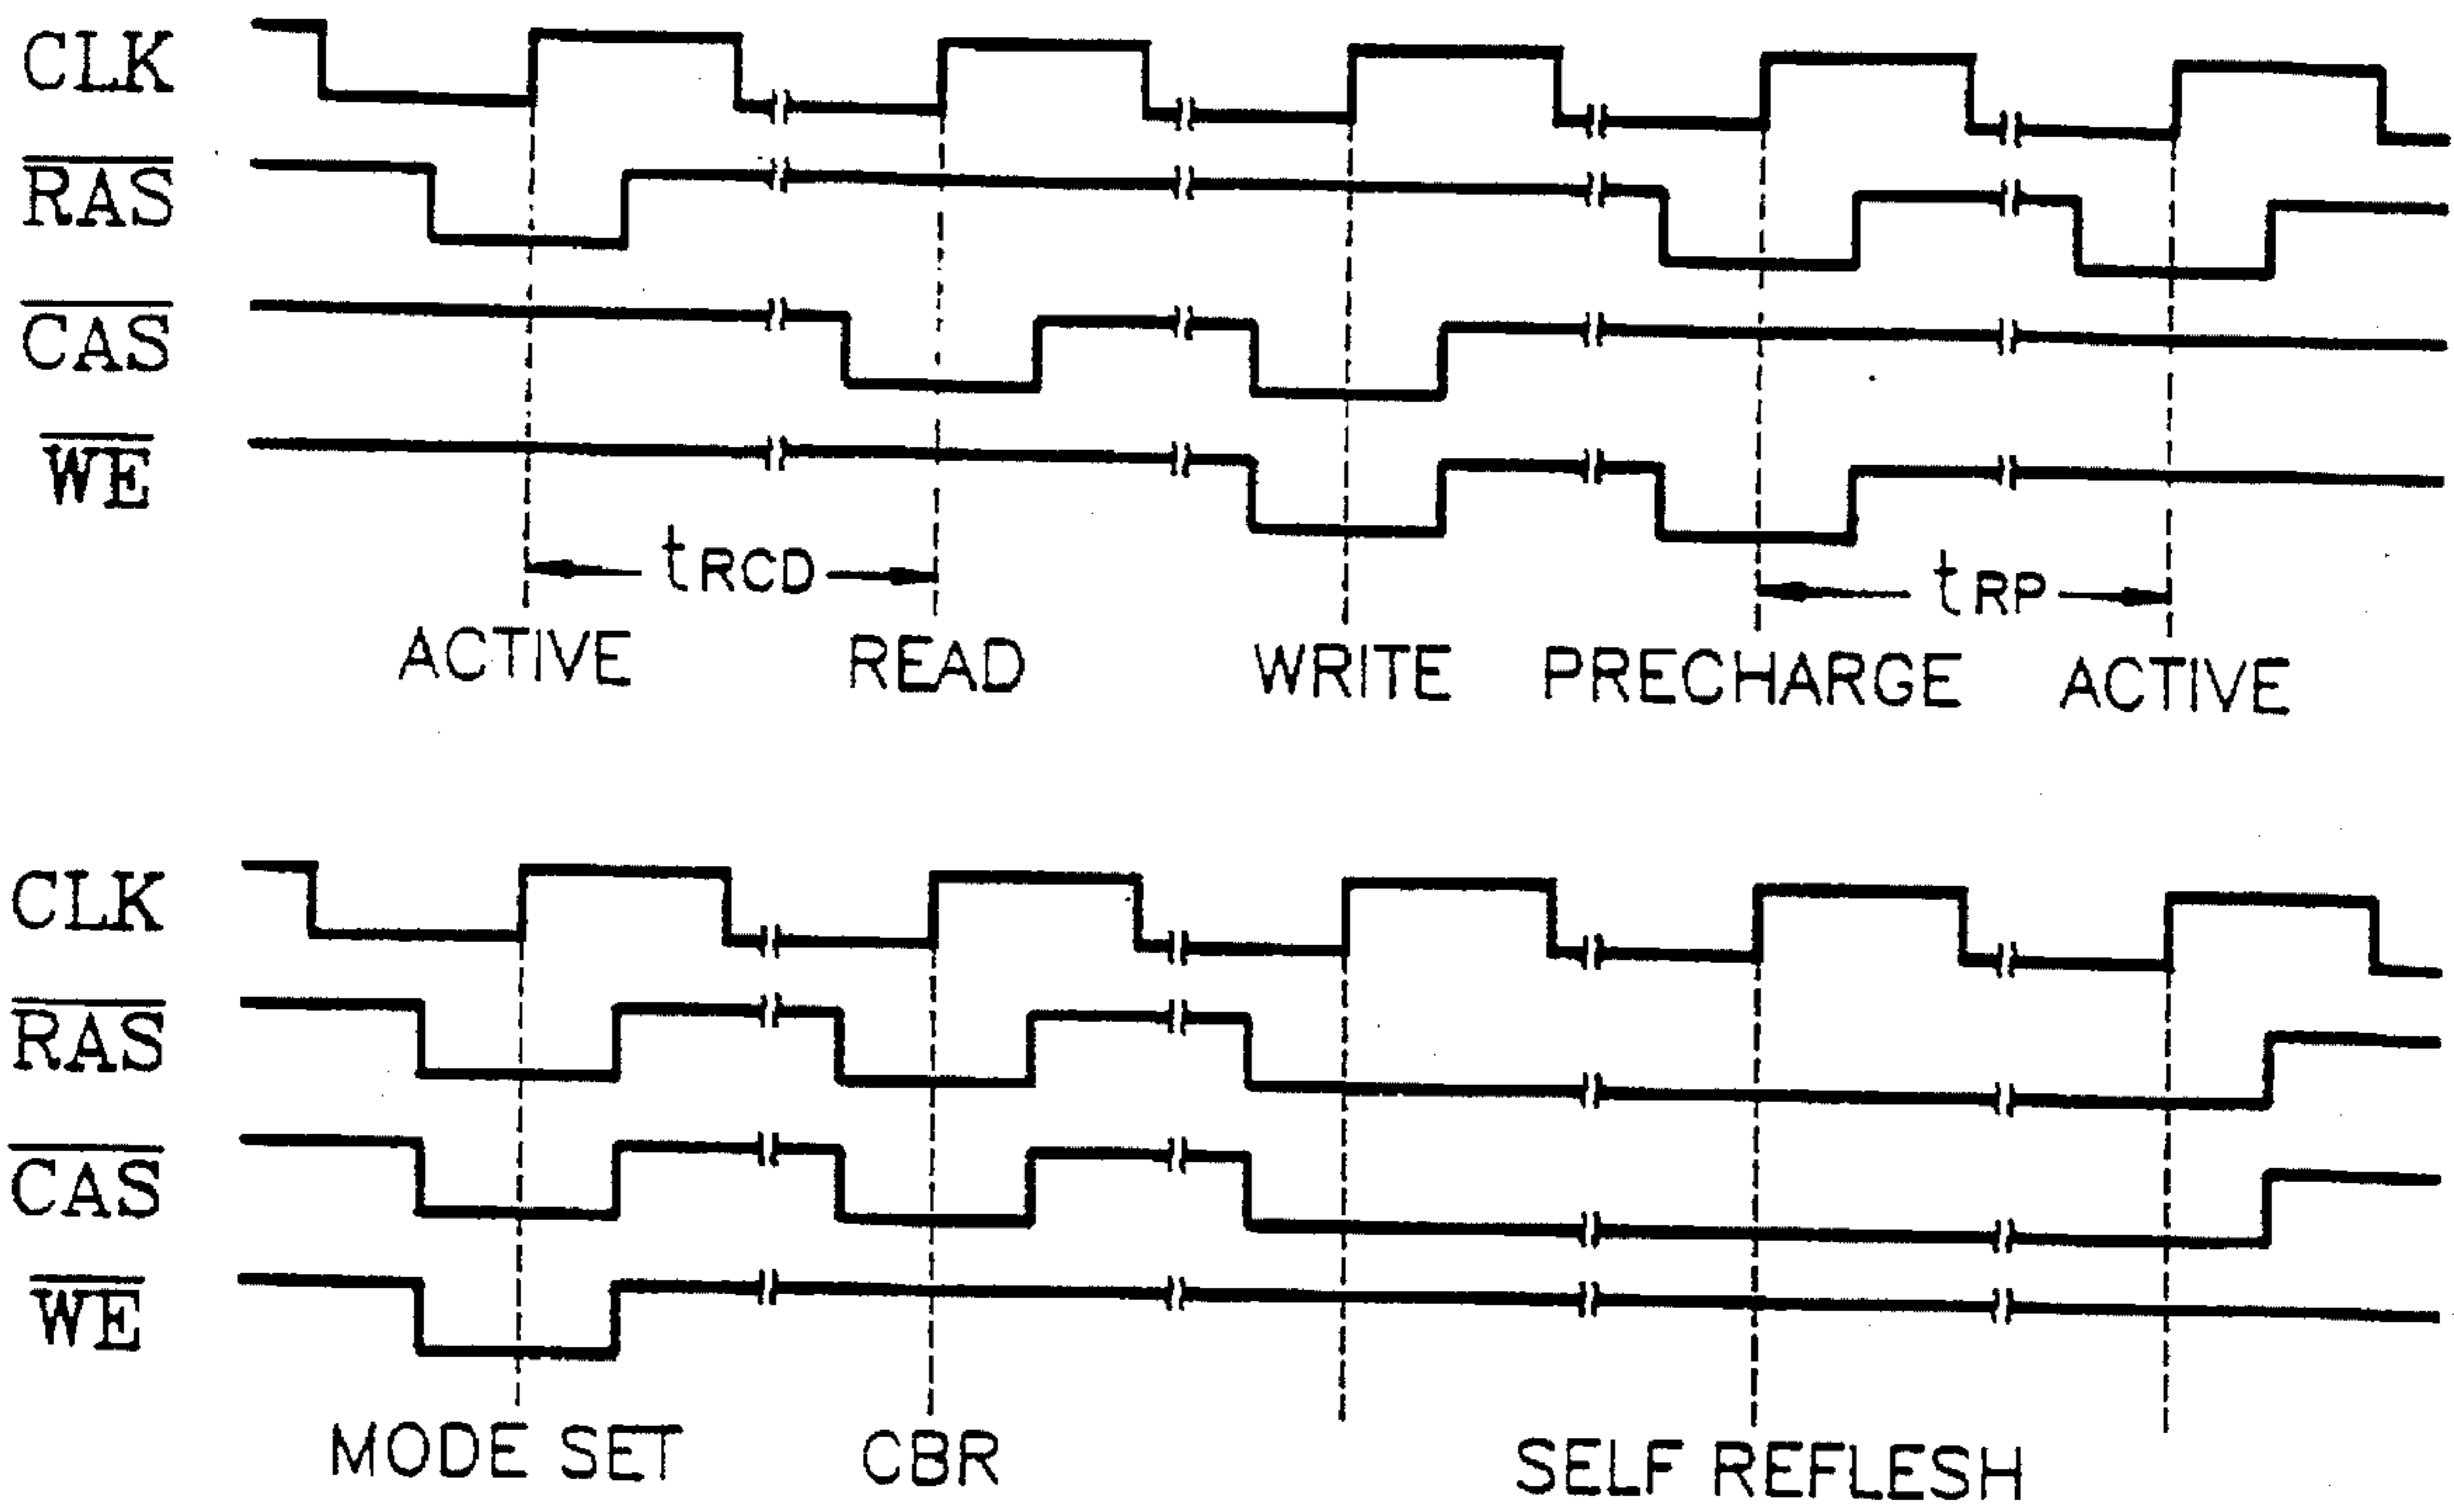 CLK
RAS
CAS
WE
tRCD
tRP
ACTIVE READ WRITE PRECHARGE ACTIVE
CLK
RAS
CAS
WE
MODE SET CBR SELF REFLESH